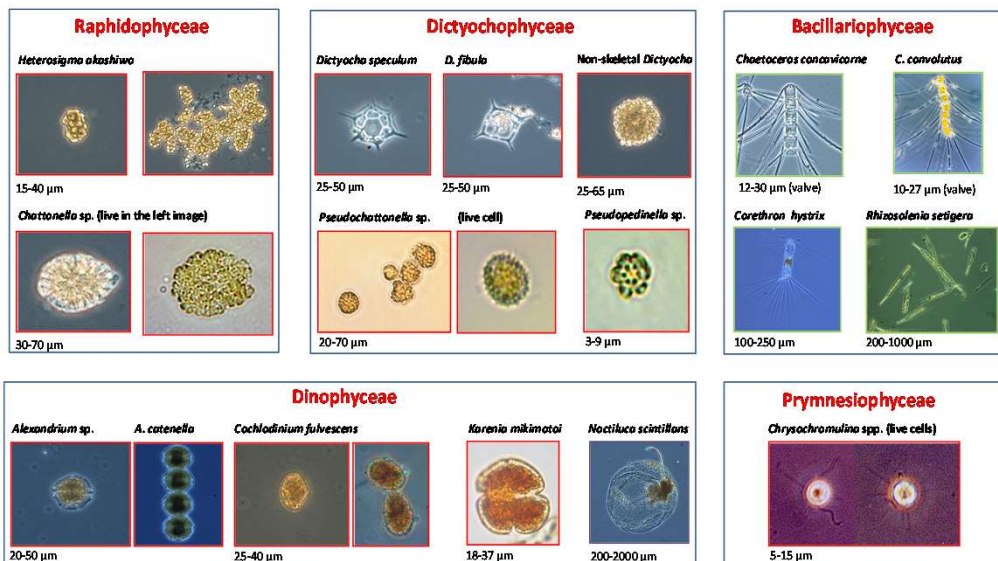 Raphidophyceae
Heterosigma akashiwo
15-40 µm
Chattonella sp. (live in the left image)
30-70 µm
Dictyochophyceae
Dictyocha speculum
D. fibula
Non-skeletal Dictyocha
25-50 µm
25-50 µm
25-65 µm
Pseudochattonella sp.
(live cell)
Pseudopedinella sp.
20-70 µm
3-9 µm
Bacillariophyceae
Chaetoceros concavicorne
C. convolutus
12-30 µm (valve)
10-27 µm (valve)
Corethron hystrix
Rhizosolenia setigera
100-250 µm
200-1000 µm
Dinophyceae
Alexandrium sp.
A. catenella
Cochlodinium fulvescens
Karenia mikimotoi
Noctiluca scintillans
20-50 µm
25-40 µm
18-37 µm
200-2000 µm
Prymnesiophyceae
Chrysochromulina spp. (live cells)
5-15 µm